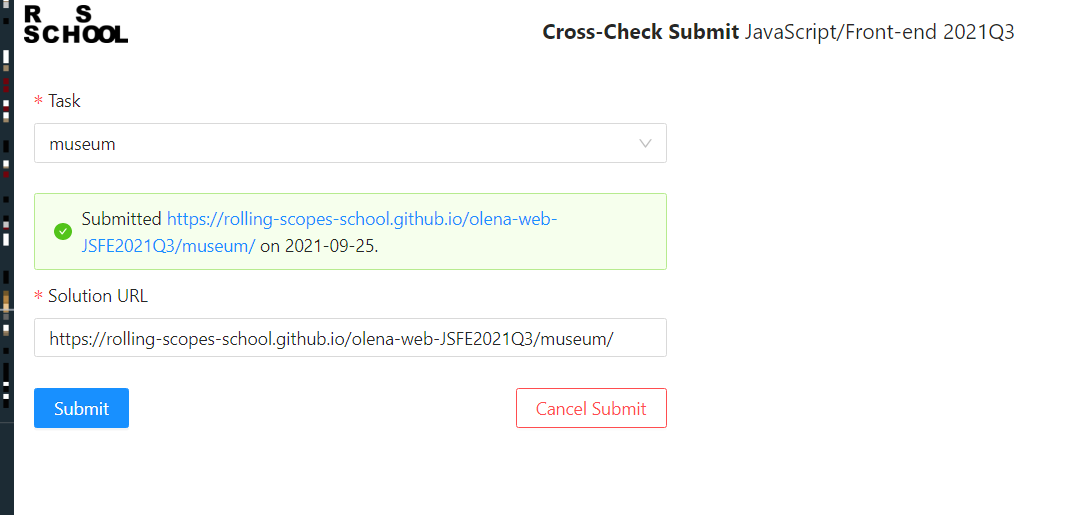 R S
SCHOOL
Cross-Check Submit JavaScript/Front-end 2021Q3
* Task
museum
Submitted https://rolling-scopes-school.github.io/olena-web-
JSFE2021Q3/museum/ on 2021-09-25.
* Solution URL
https://rolling-scopes-school.github.io/olena-web-JSFE2021Q3/museum/
Submit
Cancel Submit